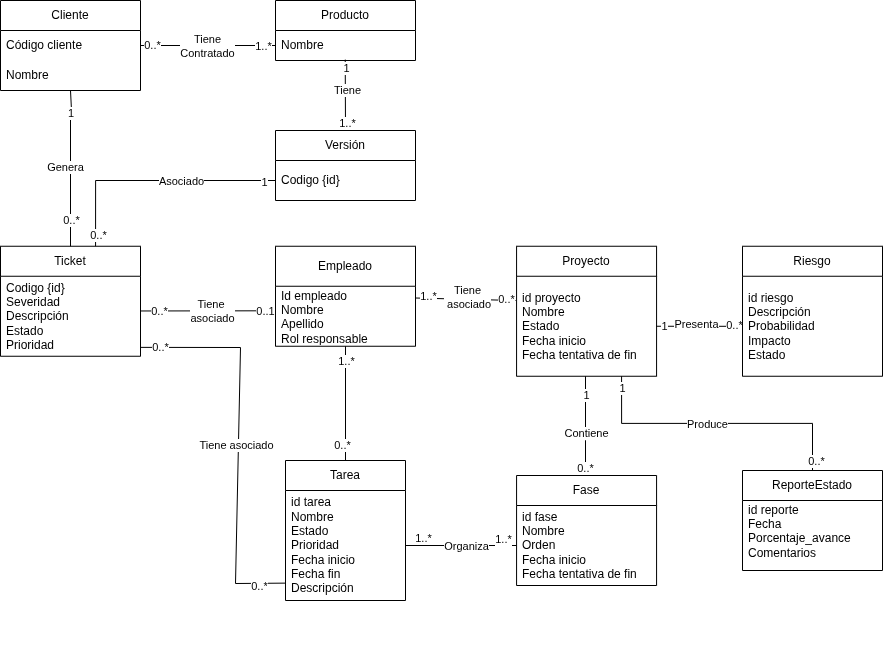 Cliente
Código cliente
Nombre
0..*
Tiene
Contratado
1..*
Producto
Nombre
1
Tiene
1..*
Versión
Codigo {id}
1
Genera
0..*
Asociado
1
0..*
Ticket
Codigo {id}
Severidad
Descripción
Estado
Prioridad
0..*
Tiene
asociado
0..1
Empleado
Id empleado
Nombre
Apellido
Rol responsable
1..*
Tiene
asociado
0..*
Proyecto
id proyecto
Nombre
Estado
Fecha inicio
Fecha tentativa de fin
1
Presenta
0..*
Riesgo
id riesgo
Descripción
Probabilidad
Impacto
Estado
0..*
Tiene asociado
0..*
1..*
0..*
Tarea
id tarea
Nombre
Estado
Prioridad
Fecha inicio
Fecha fin
Descripción
1..*
Organiza
1..*
1
Contiene
0..*
Fase
id fase
Nombre
Orden
Fecha inicio
Fecha tentativa de fin
1
Produce
0..*
ReporteEstado
id reporte
Fecha
Porcentaje_avance
Comentarios